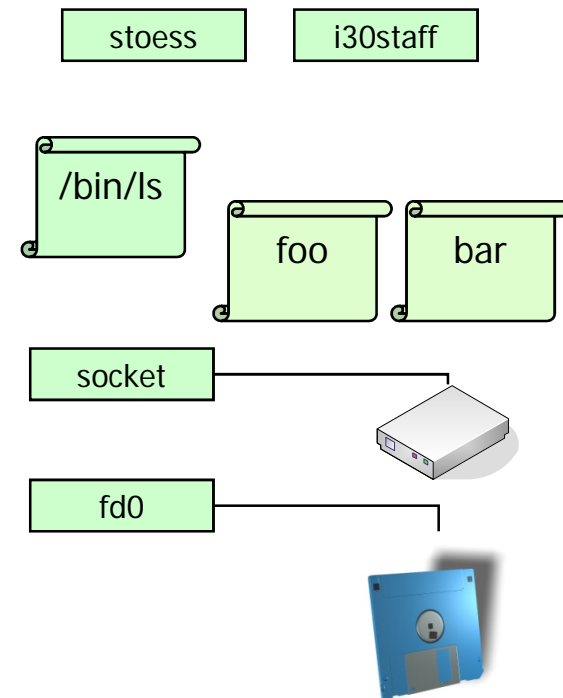 stoess
i30staff
/bin/ls
foo
bar
socket
fd0